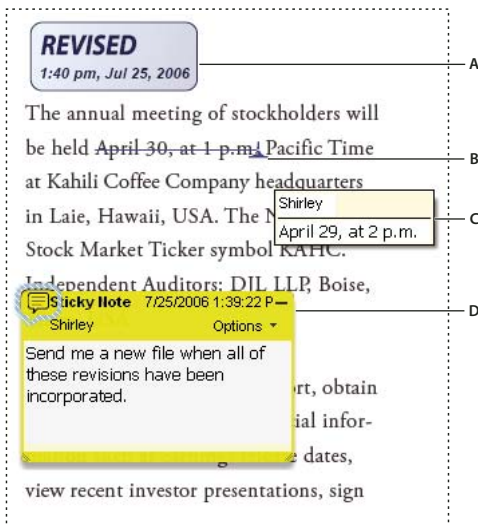 REVISED
1:40 pm, Jul 25, 2006
A
The annual meeting of stockholders will
be held April 30, at 1 p.m. Pacific Time
B
at Kahili Coffee Company headquarters
in Laie, Hawaii, USA. The
Shirley
April 29, at 2 p.m.
C
Stock Market Ticker symbol KAHC.
Independent Auditors: DJL LLP, Boise,
Sticky Note 7/25/2006 1:39:22 P
D
Shirley Options
Send me a new file when all of
these revisions have been
incorporated.
obtain
infor-
dates,
view recent investor presentations, sign